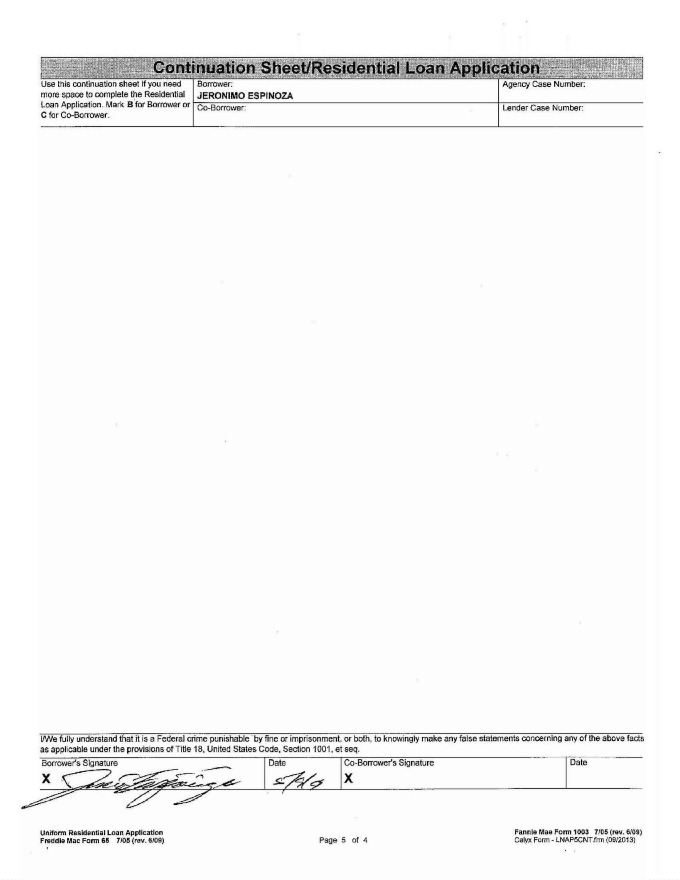 Continuation Sheet/Residential Loan Application
Use this continuation sheet if you need
more space to complete the Residential
Loan Application. Mark B for Borrower or
C for Co-Borrower.
Borrower:
JERONIMO ESPINOZA
Co-Borrower:
Agency Case Number:
Lender Case Number:
I/We fully understand that it is a Federal crime punishable by fine or imprisonment, or both, to knowingly make any false statements concerning any of the above facts
as applicable under the provisions of Title 18, United States Code, Section 1001, et seq.
Borrower's Signature
X
Date
Co-Borrower's Signature
X
Date
Uniform Residential Loan Application
Freddie Mac Form 65 7/05 (rev. 6/09)
Page 5 of 4
Fannie Mae Form 1003 7/05 (rev. 6/09)
Calyx Form - LNAP5CNT.frm (09/2013)